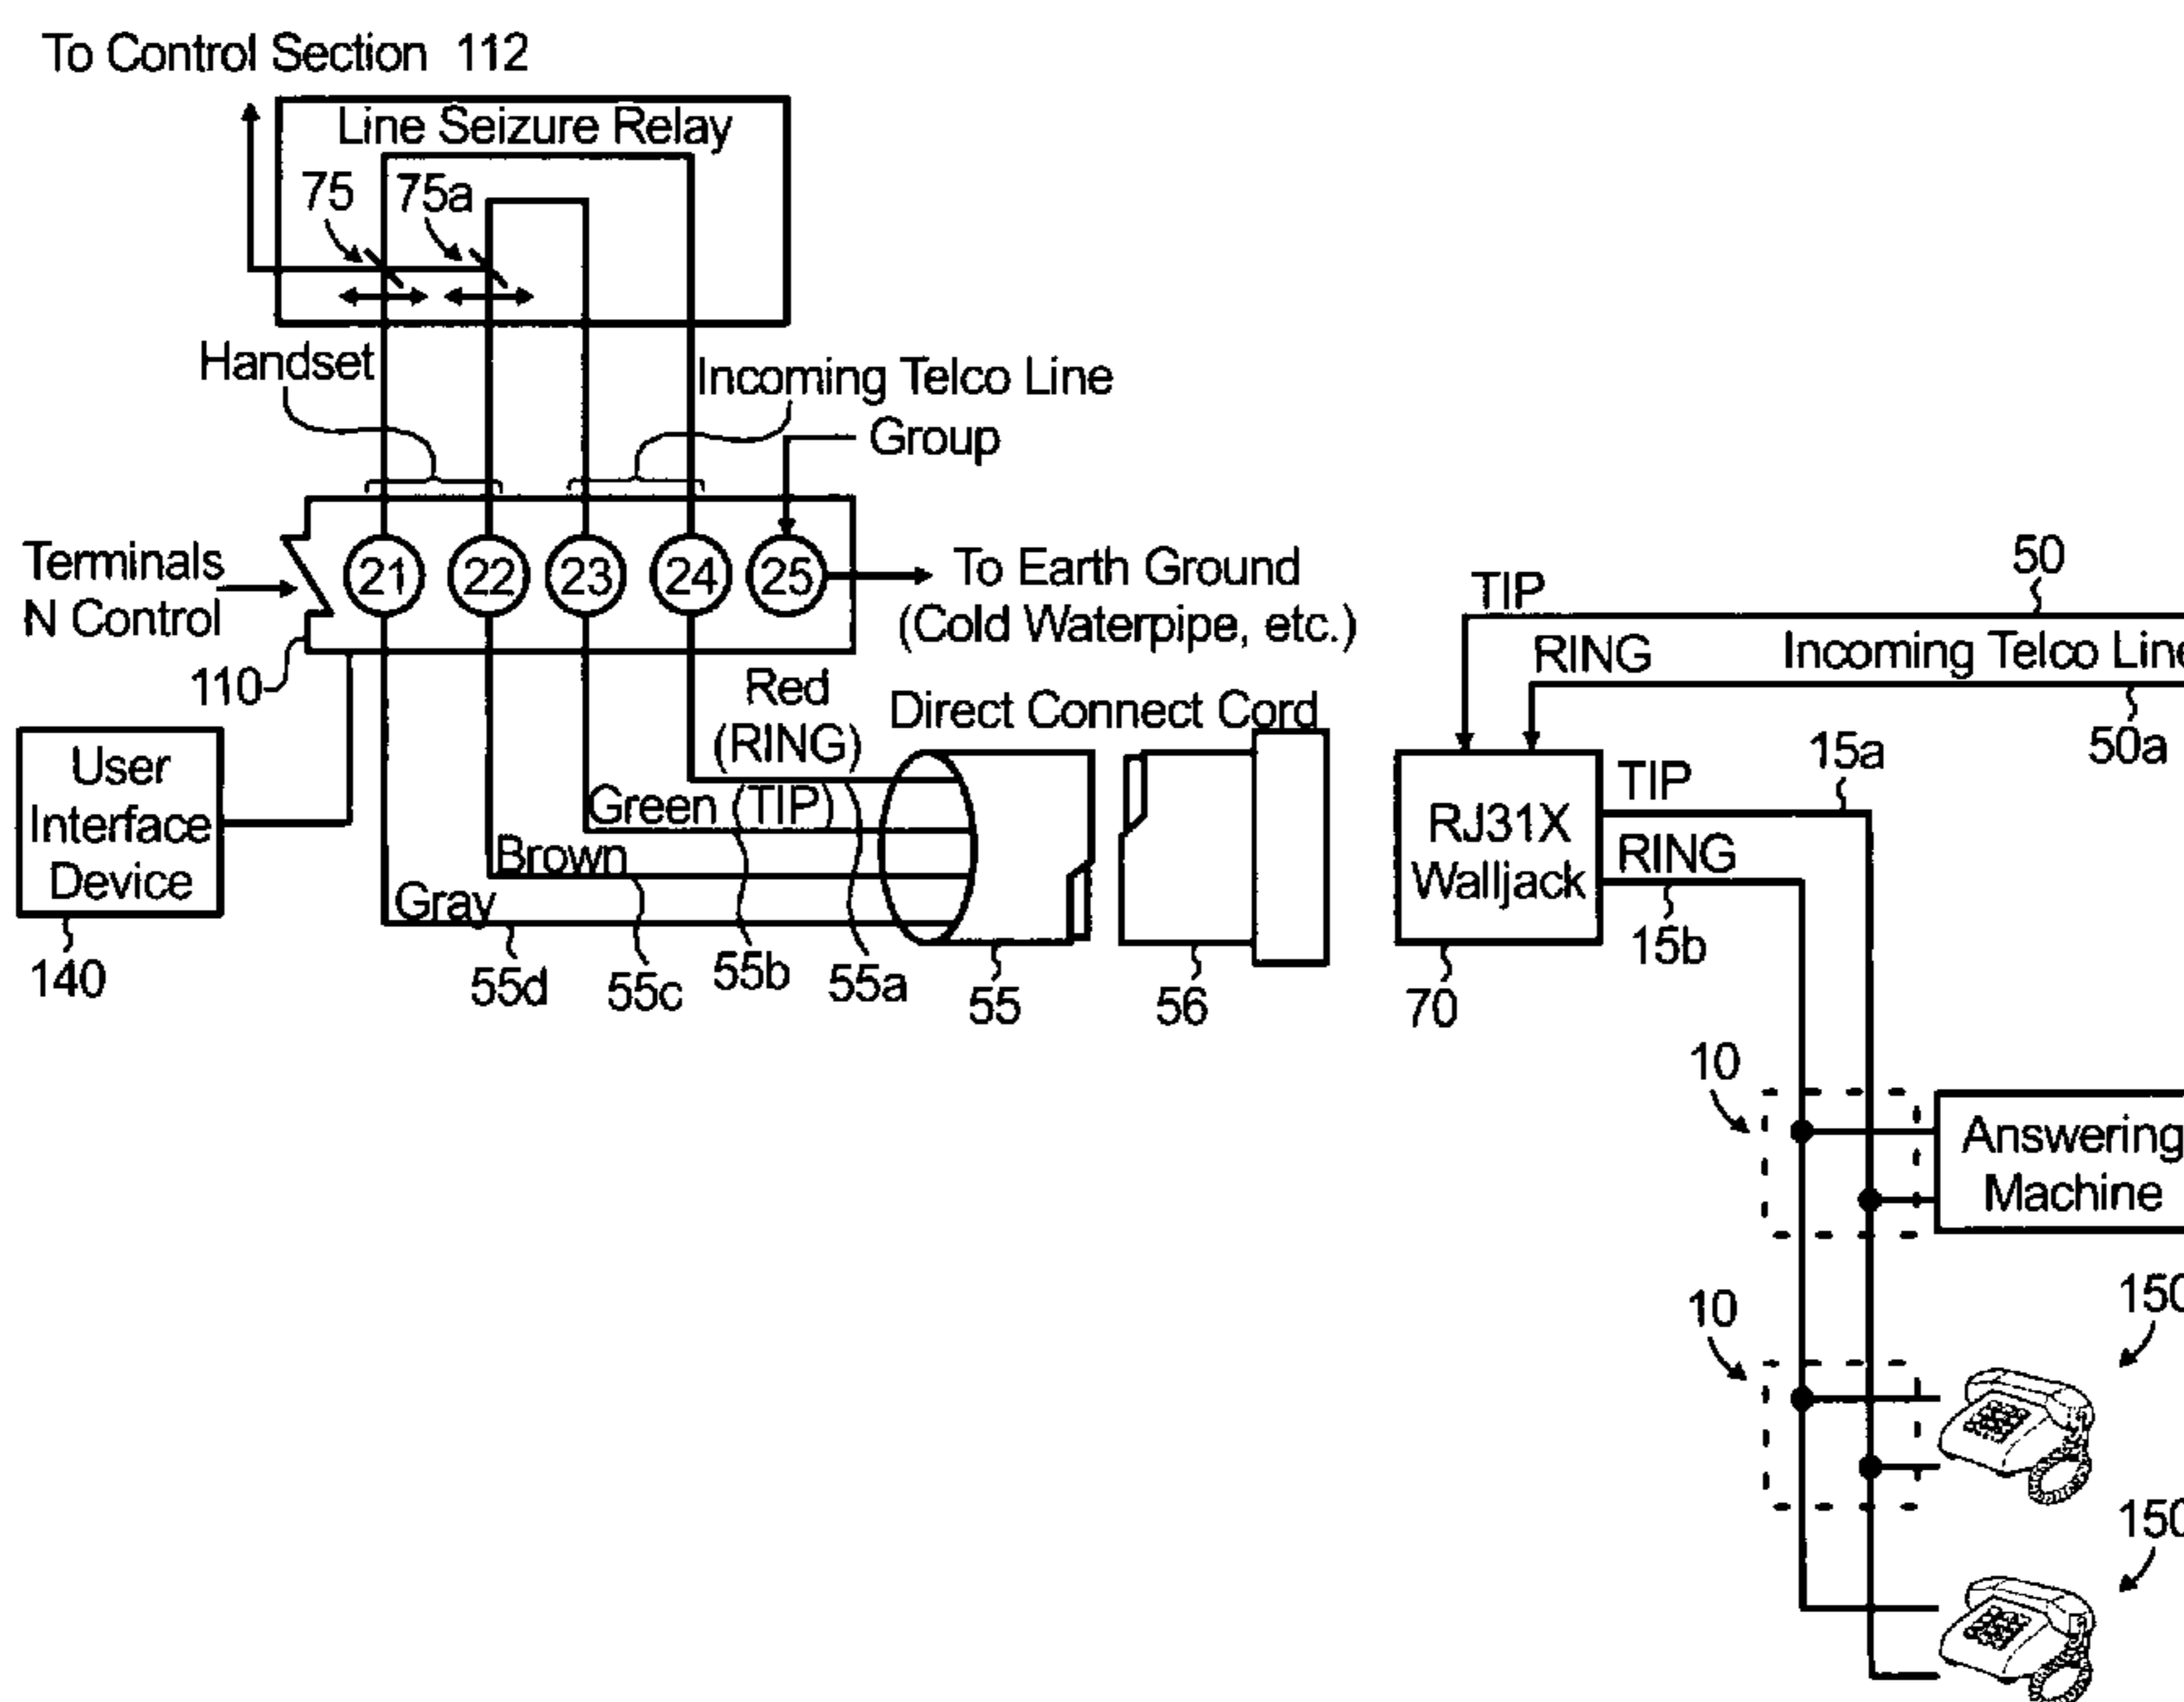 To Control Section 112
Line Seizure Relay
75
75a
Handset
Incoming Telco Line
Group
Terminals
N Control
21
22
23
24
25
To Earth Ground
(Cold Waterpipe, etc.)
110
Red
(RING)
Direct Connect Cord
Green (TIP)
Brown
Gray
User
Interface
Device
140
55d
55c
55b
55a
55
56
TIP
50
RING
Incoming Telco Line
50a
RJ31X
Walljack
70
TIP
15a
RING
15b
10
Answering
Machine
10
150
150